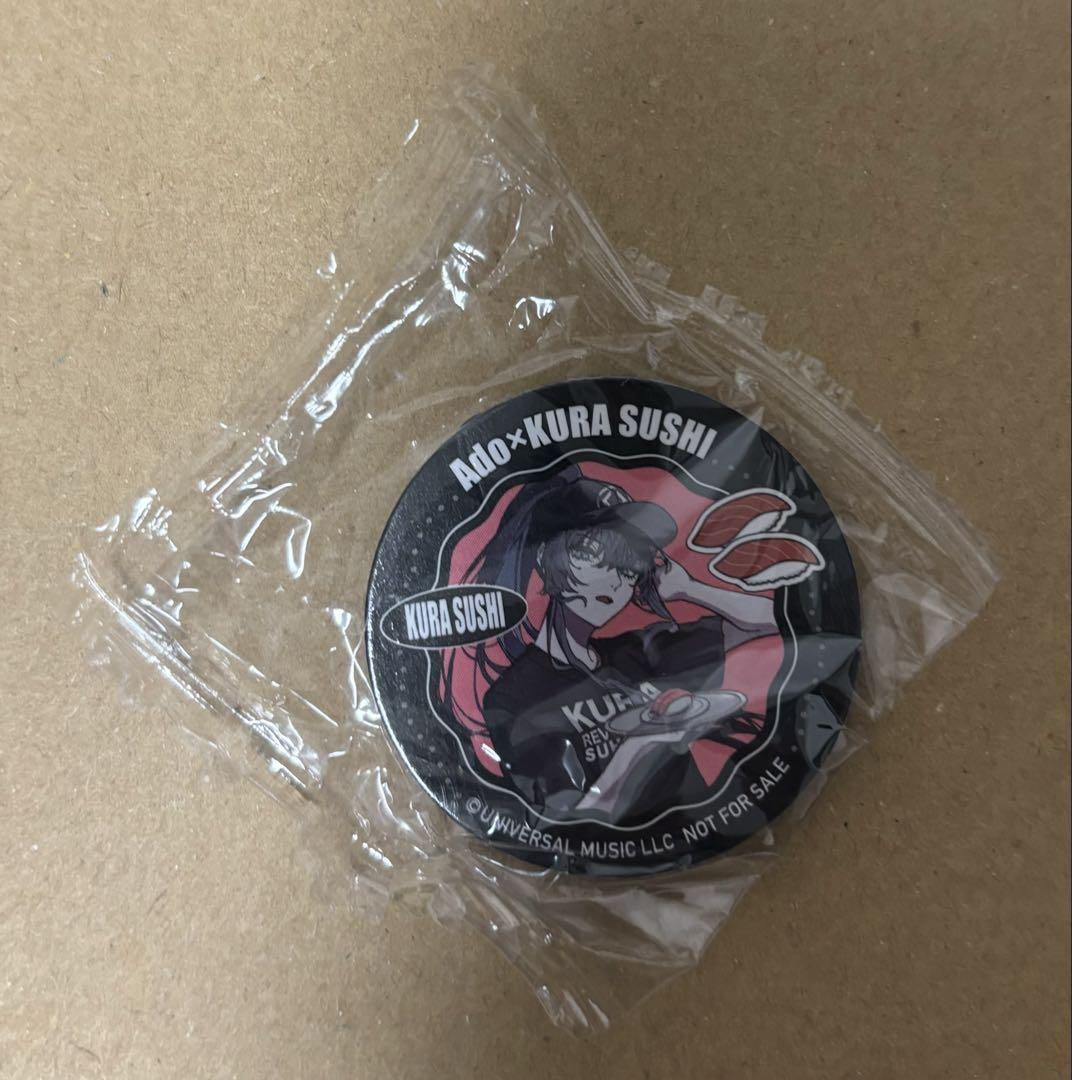 Ado×KURA SUSHI
KURA SUSHI
KURA
©UNIVERSAL MUSIC LLC NOT FOR SALE